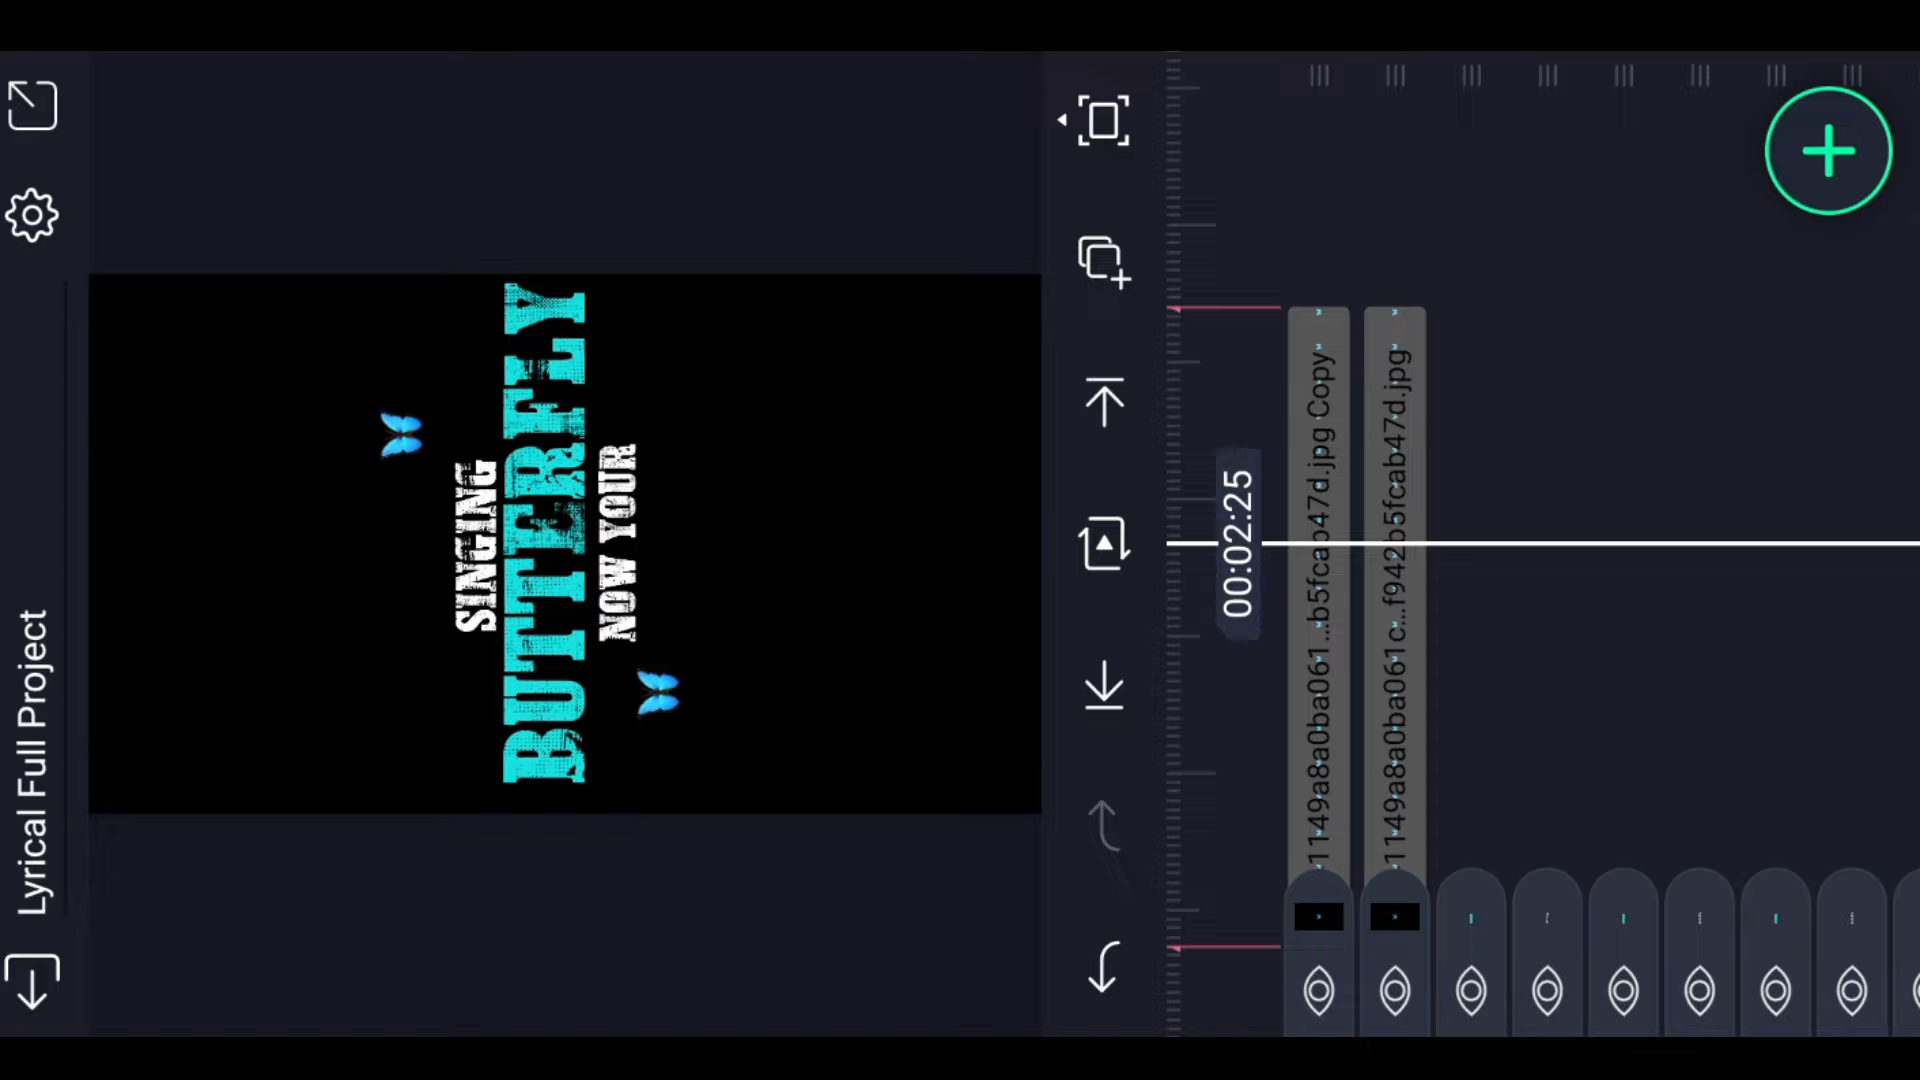 Lyrical Full Project
SINGING
BUTTERFLY
NOW YOUR
00:02:25
1149a8a0ba061...b5fcab47d.jpg Copy
1149a8a0ba061c...f942b5fcab47d.jpg